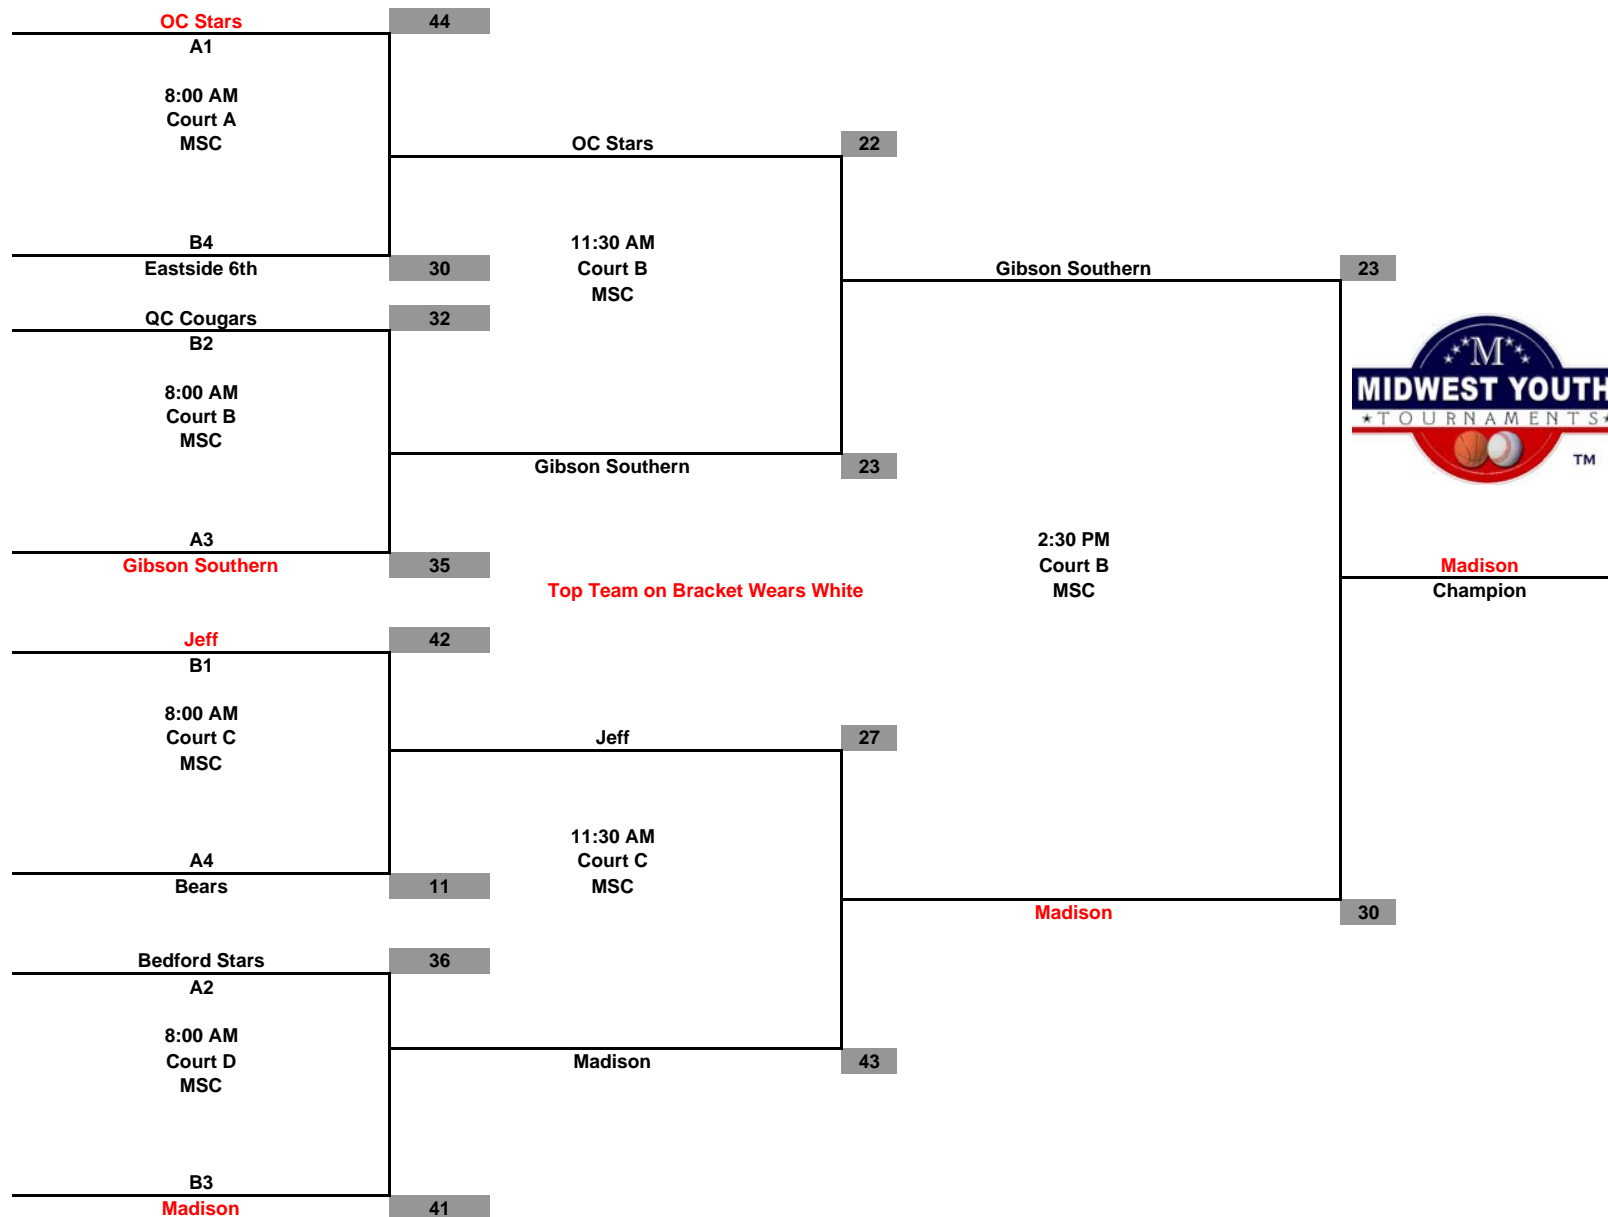 OC Stars 44
A1
8:00 AM
Court A
MSC
OC Stars 22
B4
Eastside 6th 30
11:30 AM
Court B
MSC
Gibson Southern 23
QC Cougars 32
B2
8:00 AM
Court B
MSC
Gibson Southern 23
A3
Gibson Southern 35
M
MIDWEST YOUTH
TOURNAMENTS
TM
Top Team on Bracket Wears White
2:30 PM
Court B
MSC
Madison
Champion
Jeff 42
B1
8:00 AM
Court C
MSC
Jeff 27
A4
Bears 11
11:30 AM
Court C
MSC
Madison 30
Bedford Stars 36
A2
8:00 AM
Court D
MSC
Madison 43
B3
Madison 41